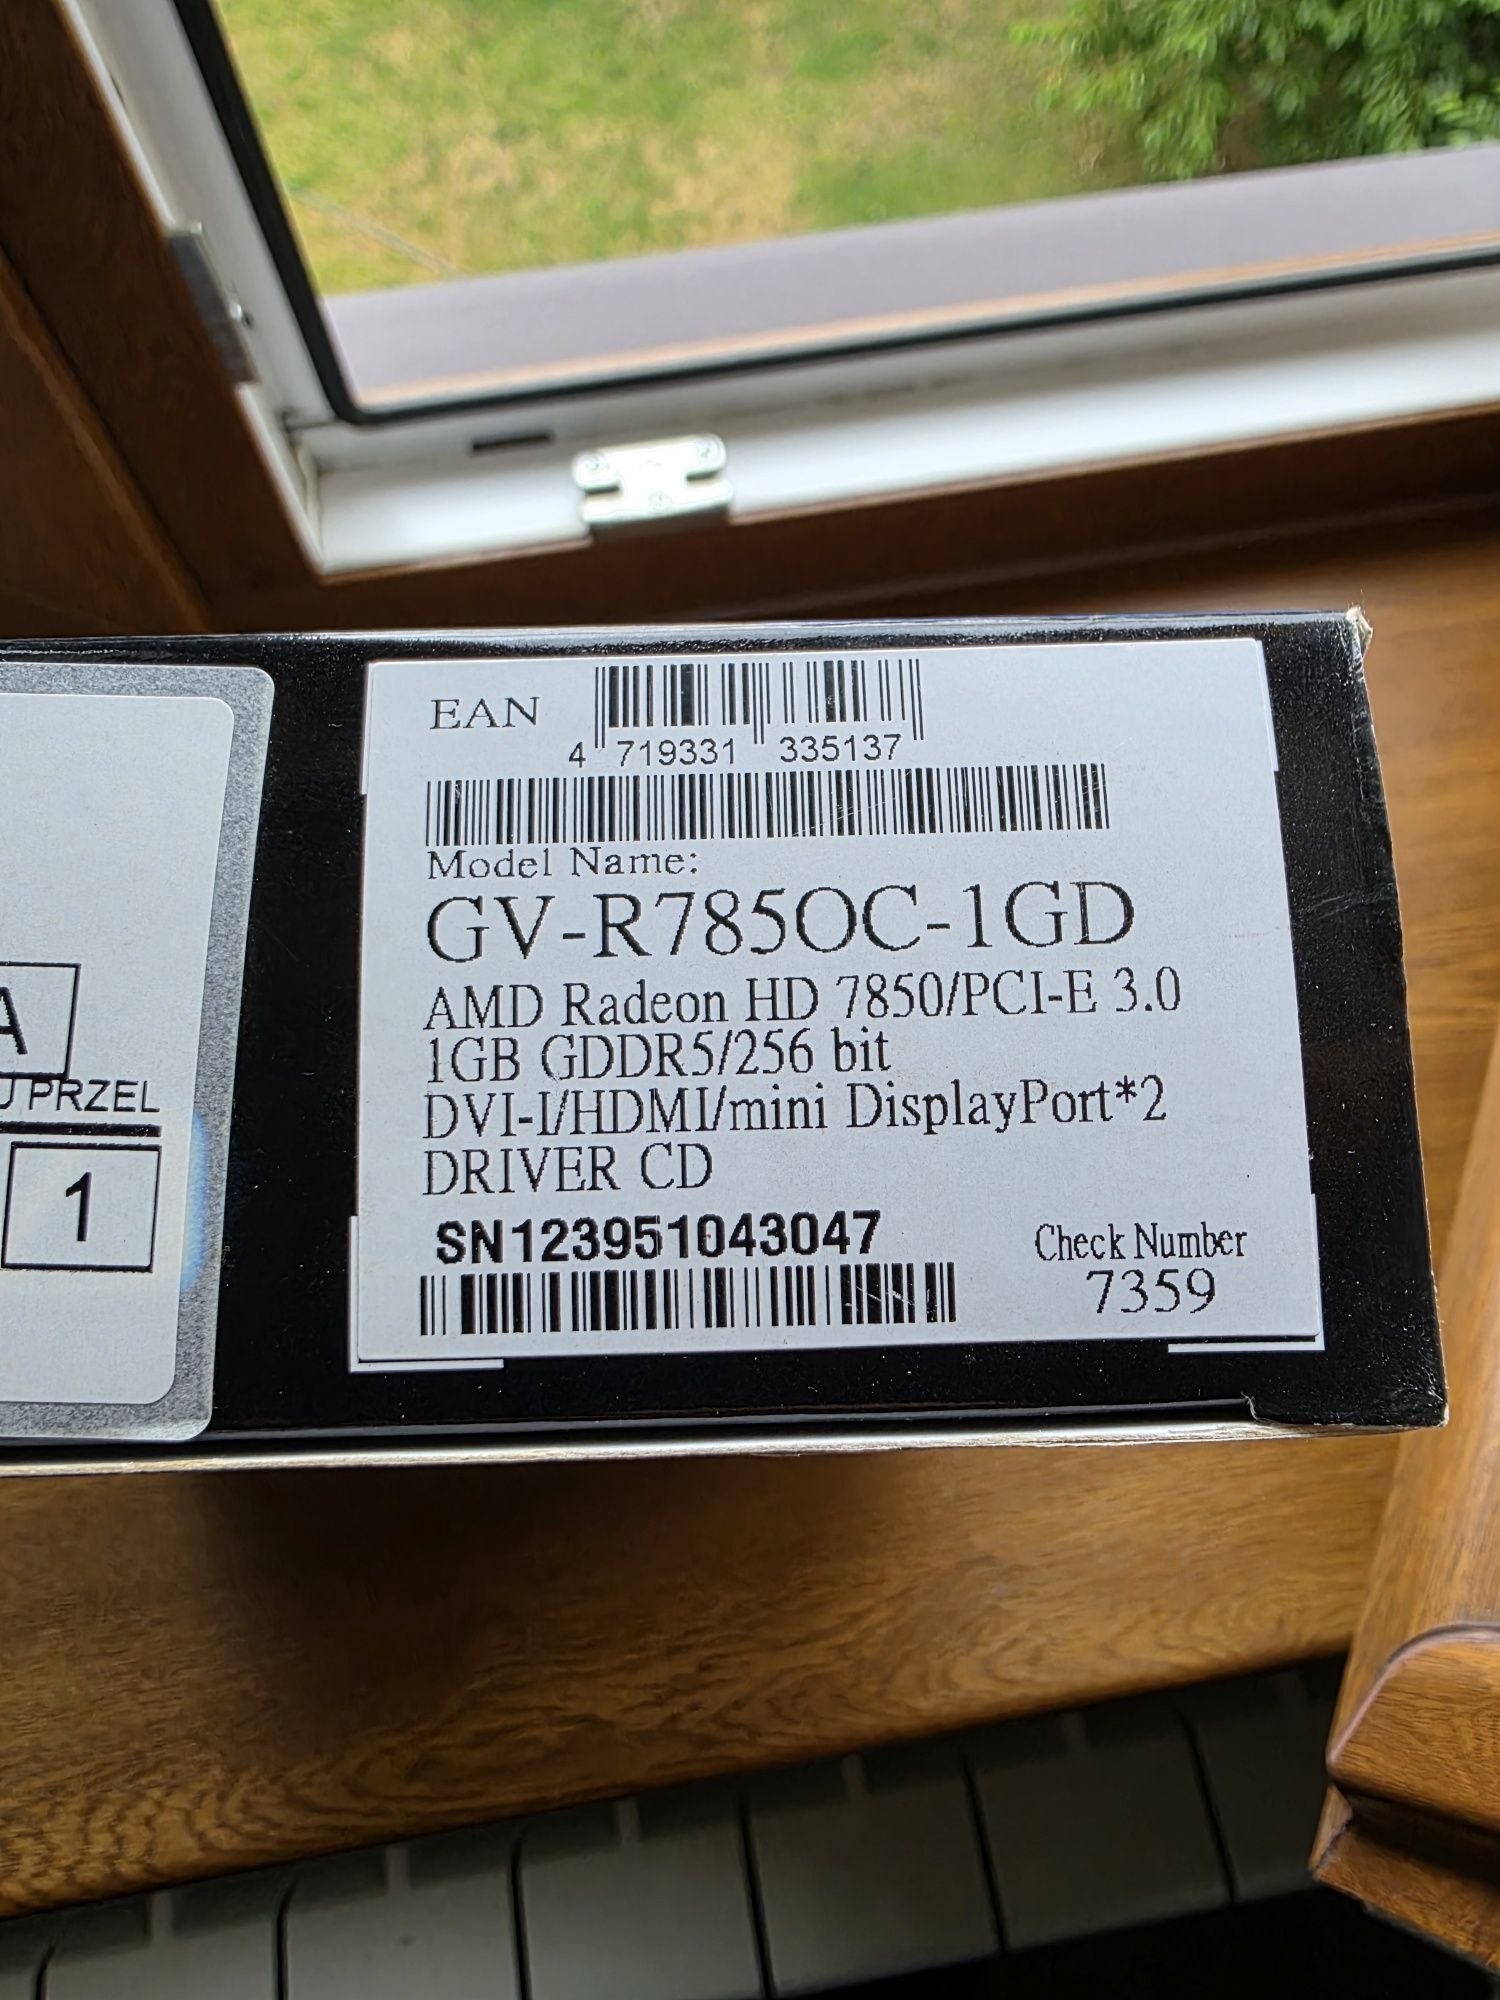 EAN
4 719331 335137
Model Name:
GV-R785OC-1GD
AMD Radeon HD 7850/PCI-E 3.0
1GB GDDR5/256 bit
DVI-I/HDMI/mini DisplayPort*2
DRIVER CD
SN123951043047
Check Number
7359
A
PRZEL
1